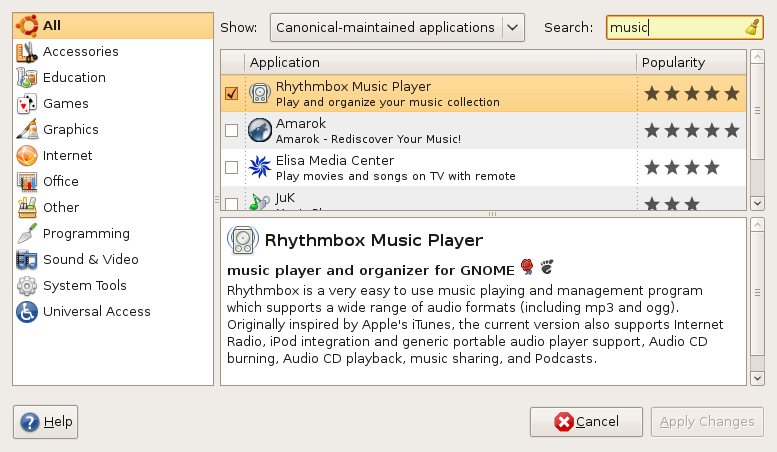 All
Accessories
Education
Games
Graphics
Internet
Office
Other
Programming
Sound & Video
System Tools
Universal Access
Show: Canonical-maintained applications Search: music
Application Popularity
Rhythmbox Music Player
Play and organize your music collection
Amarok
Amarok - Rediscover Your Music!
Elisa Media Center
Play movies and songs on TV with remote
JuK
Rhythmbox Music Player
music player and organizer for GNOME
Rhythmbox is a very easy to use music playing and management program
which supports a wide range of audio formats (including mp3 and ogg).
Originally inspired by Apple's iTunes, the current version also supports Internet
Radio, iPod integration and generic portable audio player support, Audio CD
burning, Audio CD playback, music sharing, and Podcasts.
Help Cancel Apply Changes